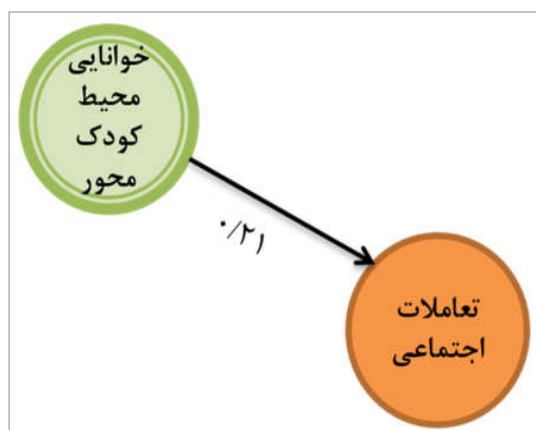 خوانایی
محیط
کودک
محور
۰/۲۱
تعاملات
اجتماعی